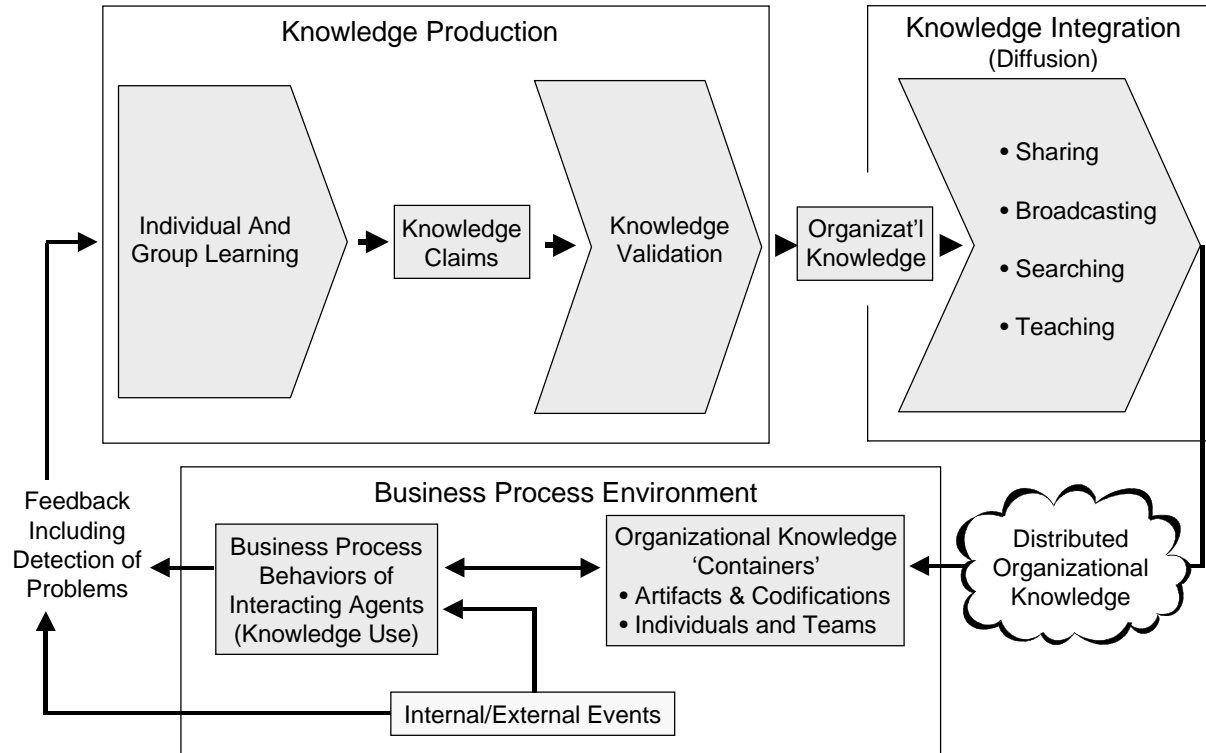 Knowledge Production
Individual And
Group Learning
Knowledge
Claims
Knowledge
Validation
Organizat'l
Knowledge
Knowledge Integration
(Diffusion)
• Sharing
• Broadcasting
• Searching
• Teaching
Feedback
Including
Detection of
Problems
Business Process Environment
Business Process
Behaviors of
Interacting Agents
(Knowledge Use)
Organizational Knowledge
‘Containers’
• Artifacts & Codifications
• Individuals and Teams
Distributed
Organizational
Knowledge
Internal/External Events